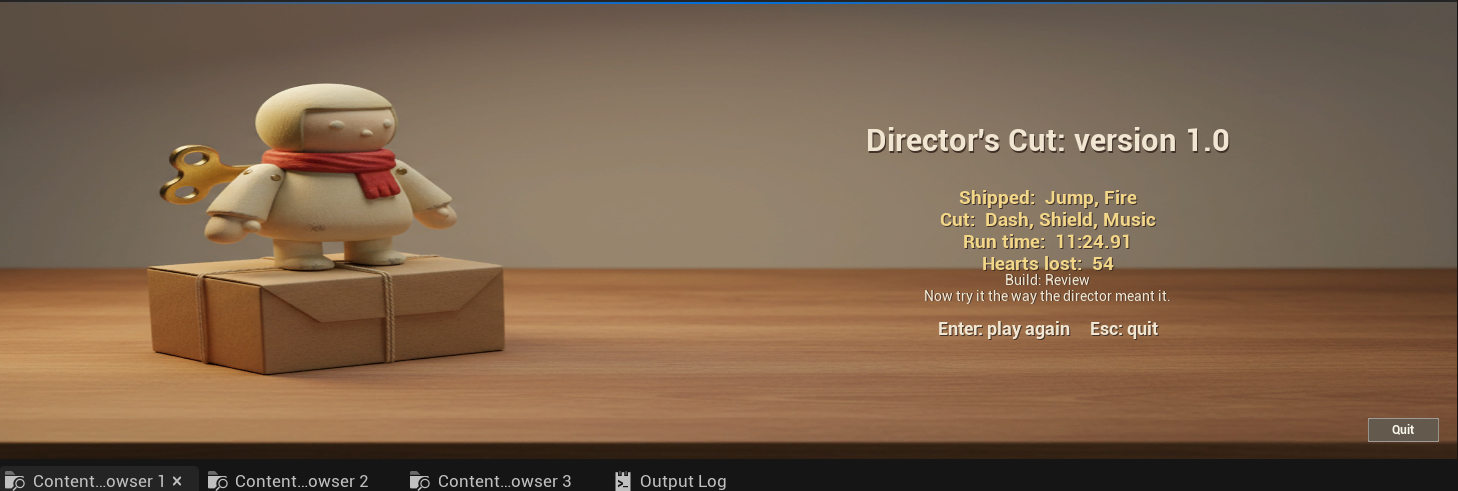 Director's Cut: version 1.0
Shipped: Jump, Fire
Cut: Dash, Shield, Music
Run time: 11:24.91
Hearts lost: 54
Build: Review
Now try it the way the director meant it.
Enter: play again Esc: quit
Quit
Content...owser 1 ×
Content...owser 2
Content...owser 3
Output Log